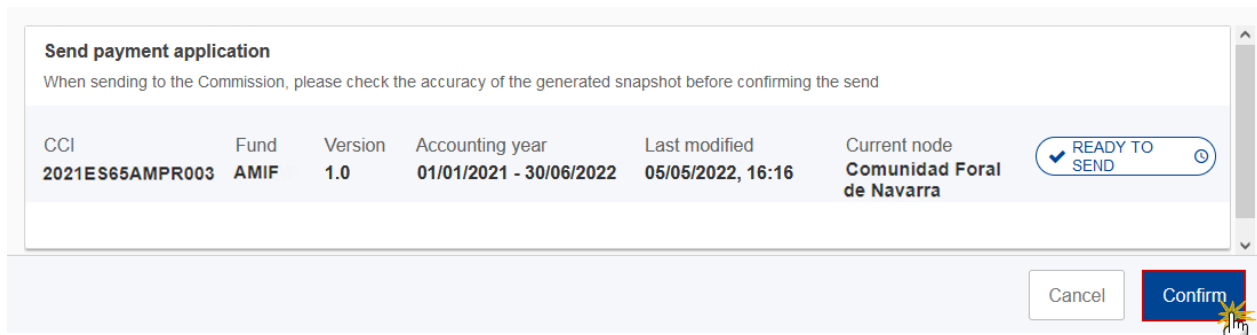 Send payment application
When sending to the Commission, please check the accuracy of the generated snapshot before confirming the send
CCI Fund Version Accounting year Last modified Current node
2021ES65AMPR003 AMIF 1.0 01/01/2021 - 30/06/2022 05/05/2022, 16:16 Comunidad Foral de Navarra
READY TO SEND
Cancel Confirm